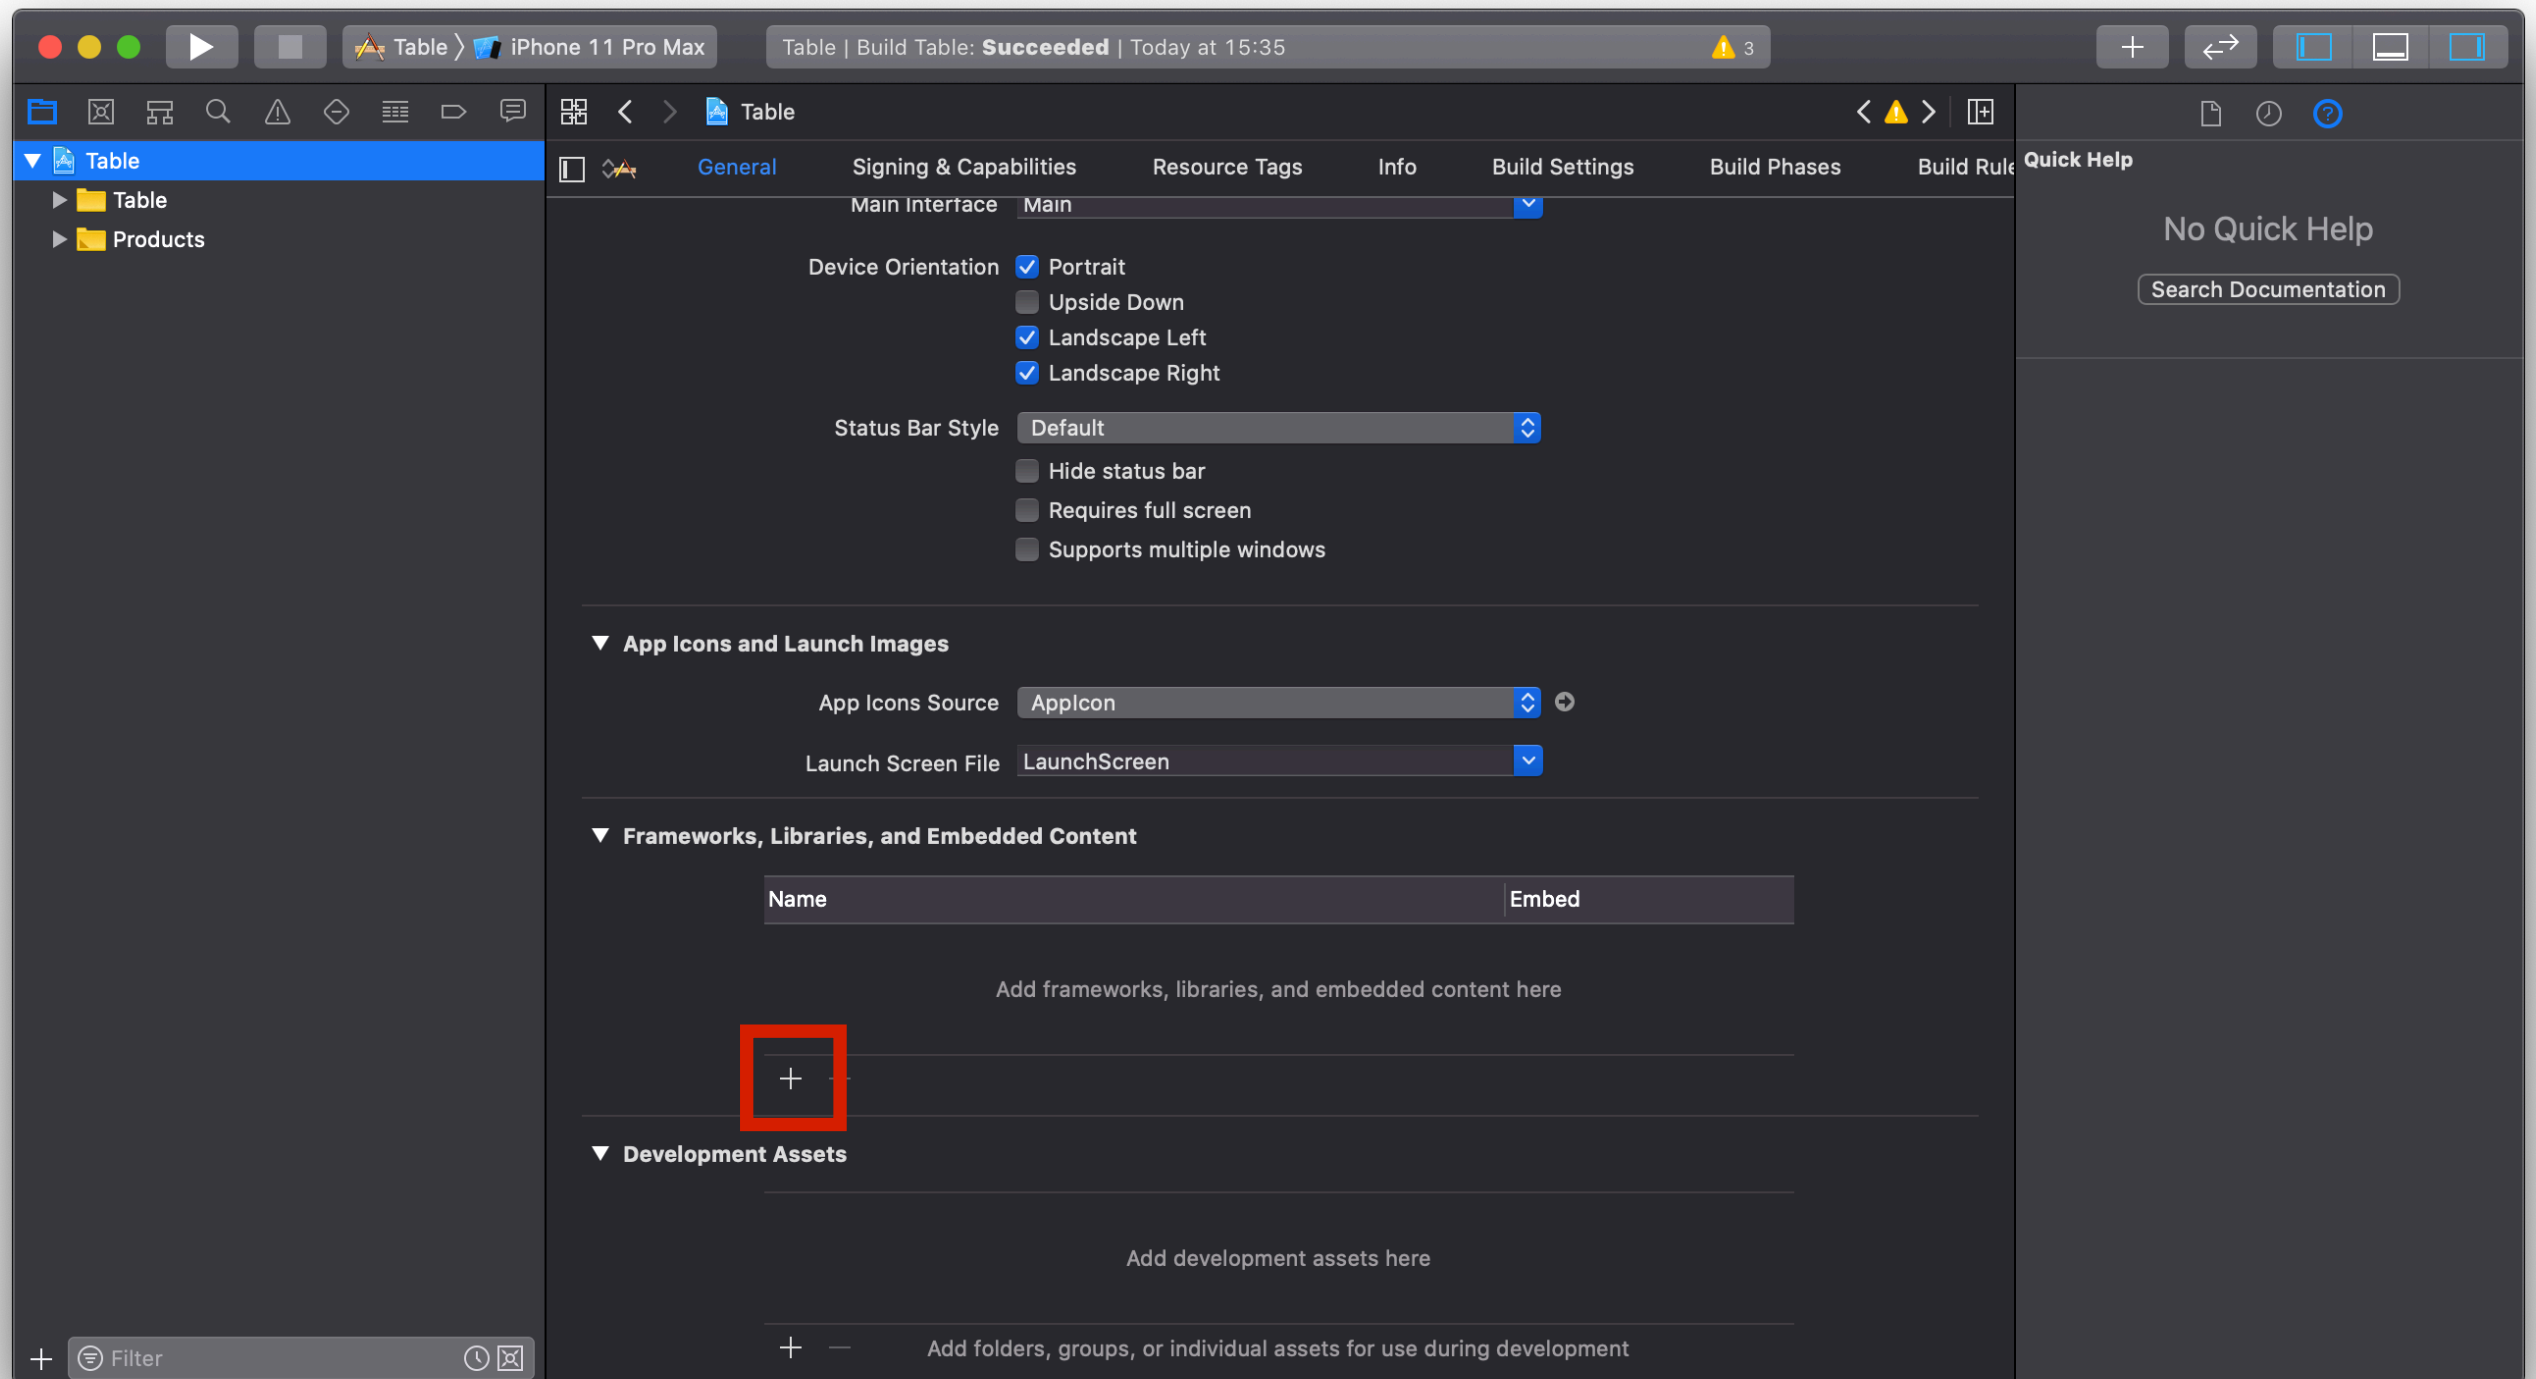 Table 〉 iPhone 11 Pro Max
Table | Build Table: Succeeded | Today at 15:35
3
Table
Table
Table
Products
General
Signing & Capabilities
Resource Tags
Info
Build Settings
Build Phases
Build Rule
Main Interface
Main
Device Orientation
Portrait
Upside Down
Landscape Left
Landscape Right
Status Bar Style
Default
Hide status bar
Requires full screen
Supports multiple windows
App Icons and Launch Images
App Icons Source
AppIcon
Launch Screen File
LaunchScreen
Frameworks, Libraries, and Embedded Content
Name
Embed
Add frameworks, libraries, and embedded content here
Development Assets
Add development assets here
Add folders, groups, or individual assets for use during development
Filter
Quick Help
No Quick Help
Search Documentation